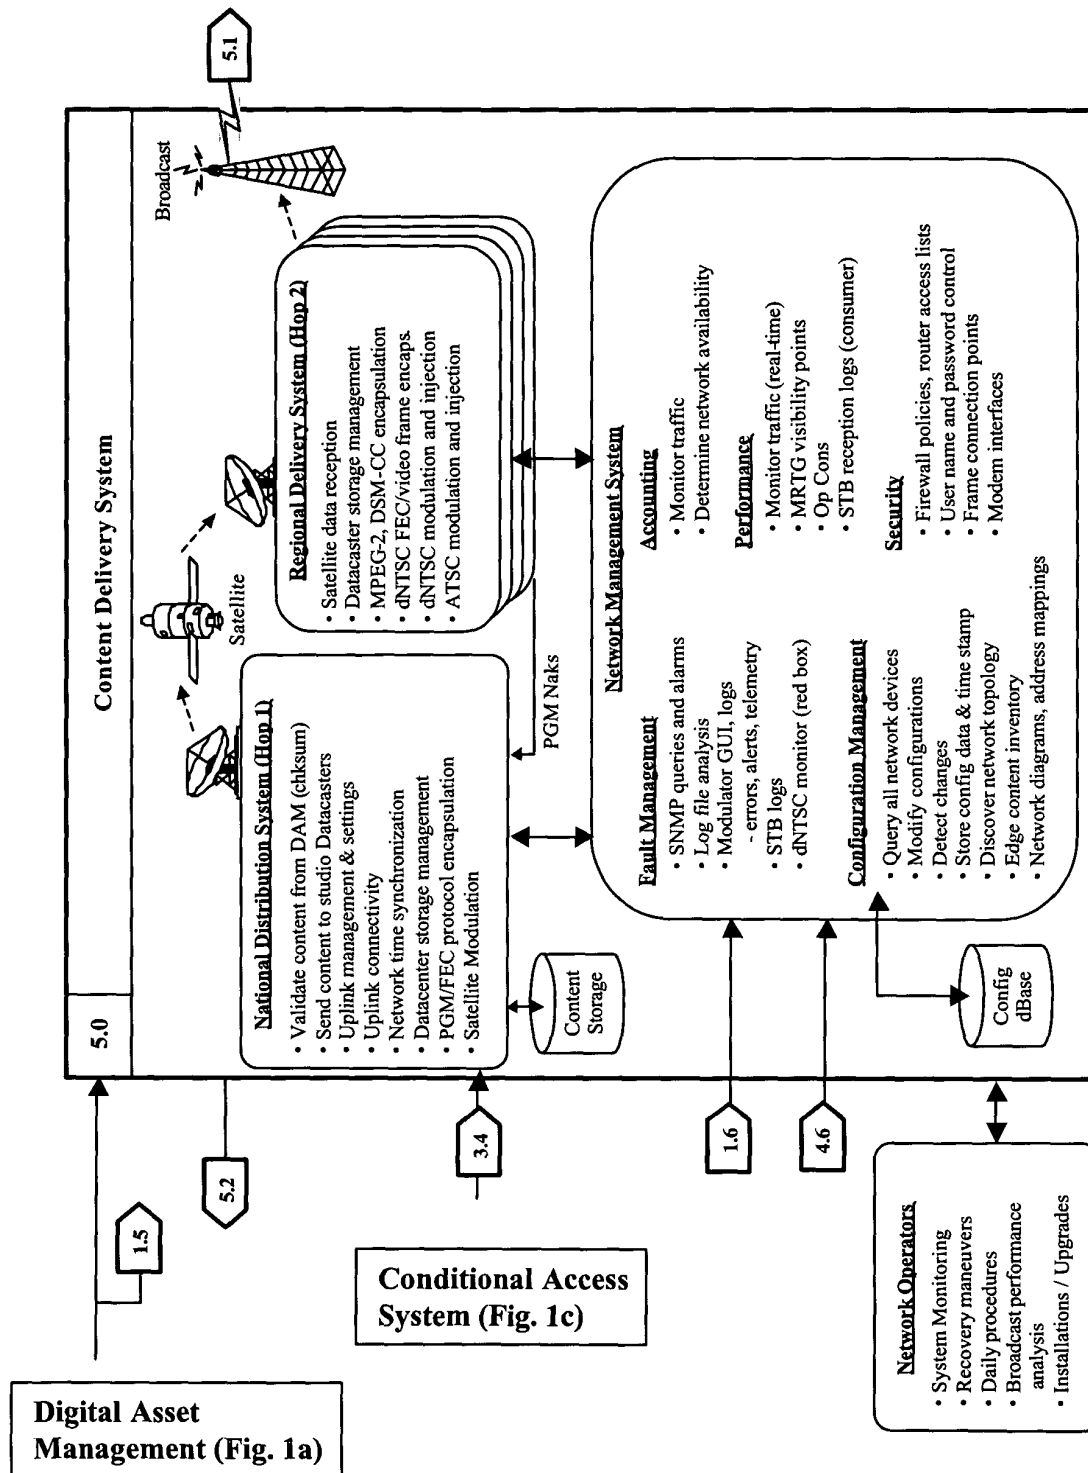 5.0
Content Delivery System
5.1
Broadcast
Satellite
National Distribution System (Hop 1)
• Validate content from DAM (chksum)
• Send content to studio Datacasters
• Uplink management & settings
• Uplink connectivity
• Network time synchronization
• Datacenter storage management
• PGM/FEC protocol encapsulation
• Satellite Modulation
Regional Delivery System (Hop 2)
• Satellite data reception
• Datacaster storage management
• MPEG-2, DSM-CC encapsulation
• dNTSC FEC/video frame encaps.
• dNTSC modulation and injection
• ATSC modulation and injection
PGM Naks
Content
Storage
Network Management System
Fault Management
• SNMP queries and alarms
• Log file analysis
• Modulator GUI, logs
- errors, alerts, telemetry
• STB logs
• dNTSC monitor (red box)
Configuration Management
• Query all network devices
• Modify configurations
• Detect changes
• Store config data & time stamp
• Discover network topology
• Edge content inventory
• Network diagrams, address mappings
Accounting
• Monitor traffic
• Determine network availability
Performance
• Monitor traffic (real-time)
• MRTG visibility points
• Op Cons
• STB reception logs (consumer)
Security
• Firewall policies, router access lists
• User name and password control
• Frame connection points
• Modem interfaces
Config
dBase
1.5
5.2
3.4
1.6
4.6
Network Operators
• System Monitoring
• Recovery maneuvers
• Daily procedures
• Broadcast performance
analysis
• Installations / Upgrades
Conditional Access
System (Fig. 1c)
Digital Asset
Management (Fig. 1a)